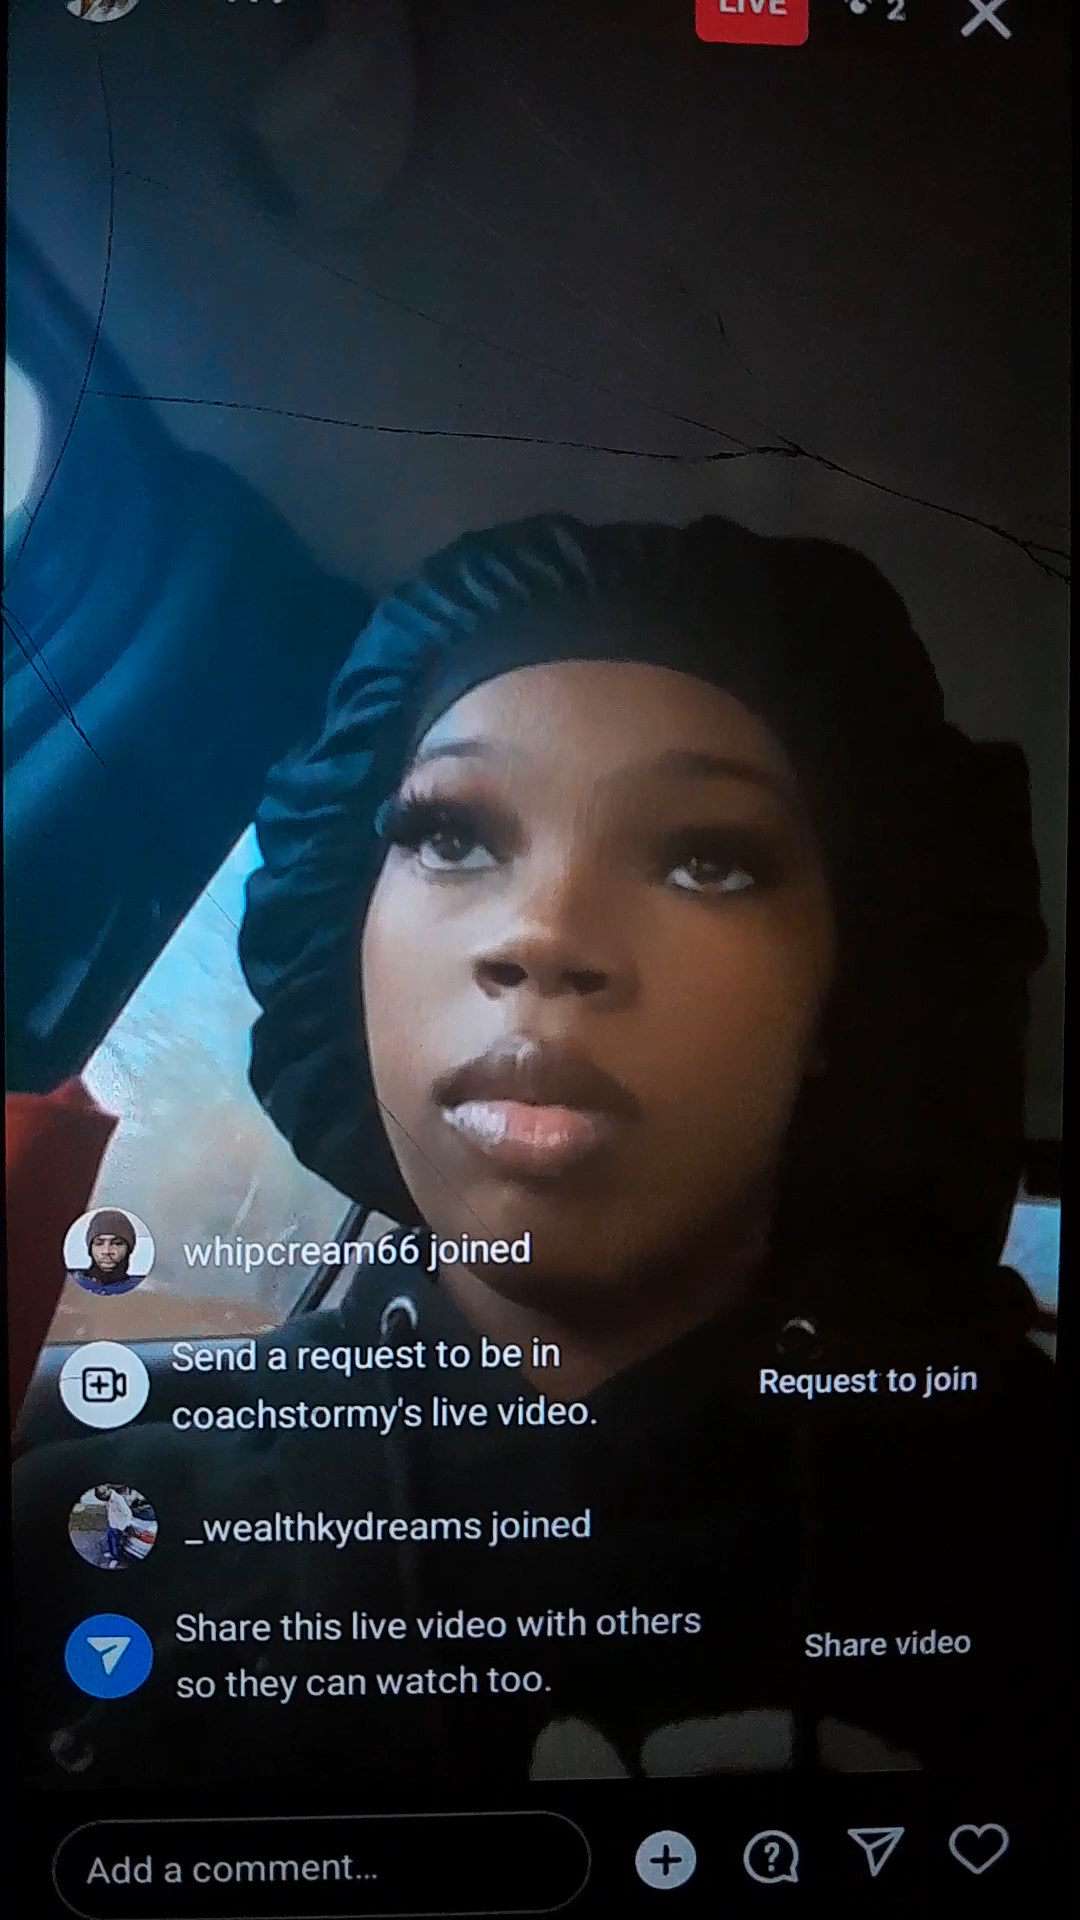 LIVE
2
whipcream66 joined
Send a request to be in
coachstormy's live video.
Request to join
_wealthkydreams joined
Share this live video with others
so they can watch too.
Share video
Add a comment...